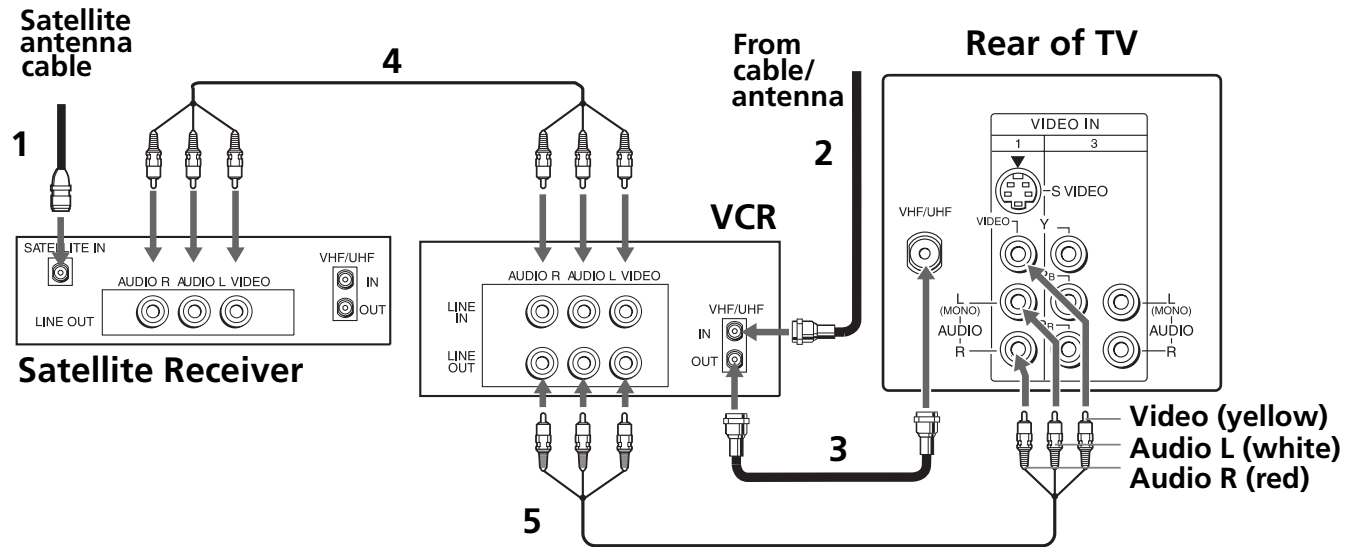 Satellite
antenna
cable
4
From
cable/
antenna
Rear of TV
1
2
VIDEO IN
1 3
S VIDEO
VHF/UHF
VIDEO
Y
PB
L
(MONO)
AUDIO
R
PR
L
(MONO)
AUDIO
R
SATELLITE IN
AUDIO R AUDIO L VIDEO
VHF/UHF
IN
OUT
LINE OUT
Satellite Receiver
VCR
AUDIO R AUDIO L VIDEO
LINE
IN
LINE
OUT
VHF/UHF
IN
OUT
3
5
Video (yellow)
Audio L (white)
Audio R (red)